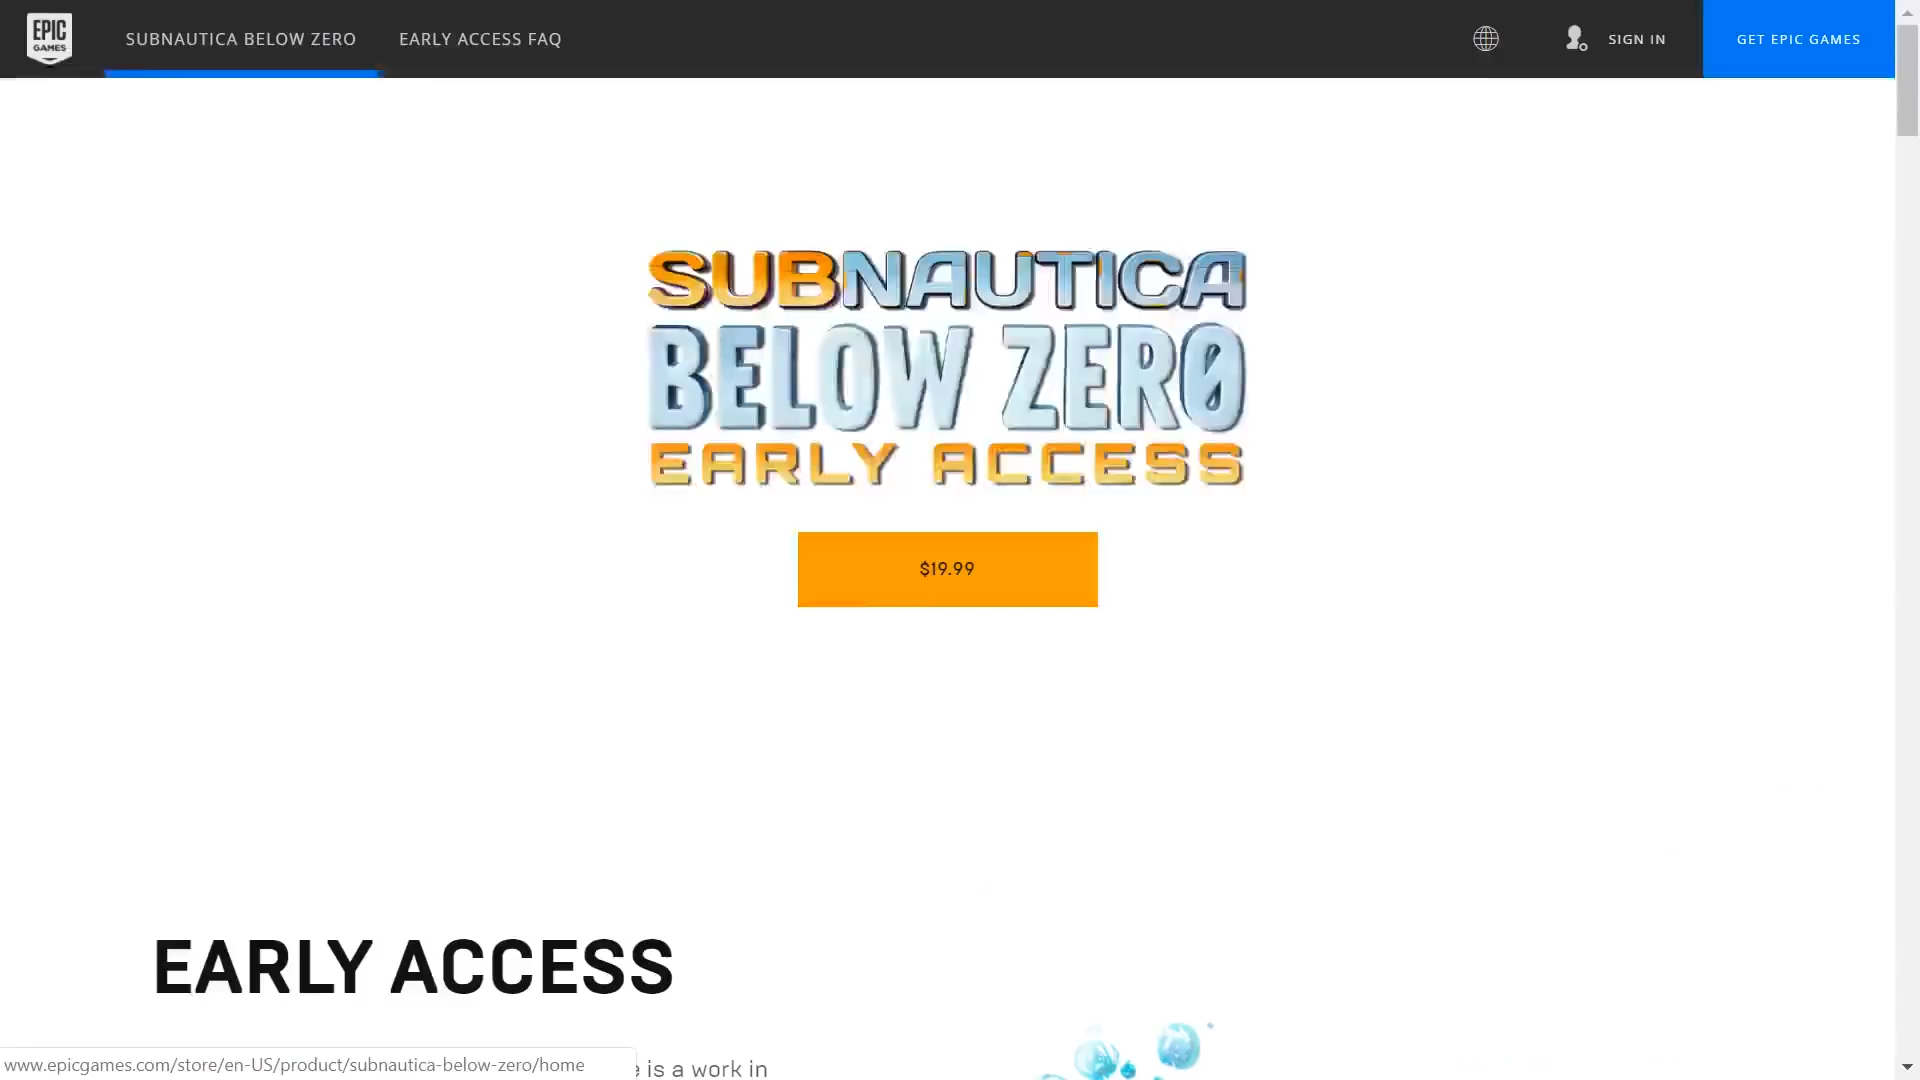 EPIC GAMES
SUBNAUTICA BELOW ZERO
EARLY ACCESS FAQ
SIGN IN
GET EPIC GAMES
SUBNAUTICA
BELOW ZERO
EARLY ACCESS
$19.99
EARLY ACCESS
is a work in
www.epicgames.com/store/en-US/product/subnautica-below-zero/home